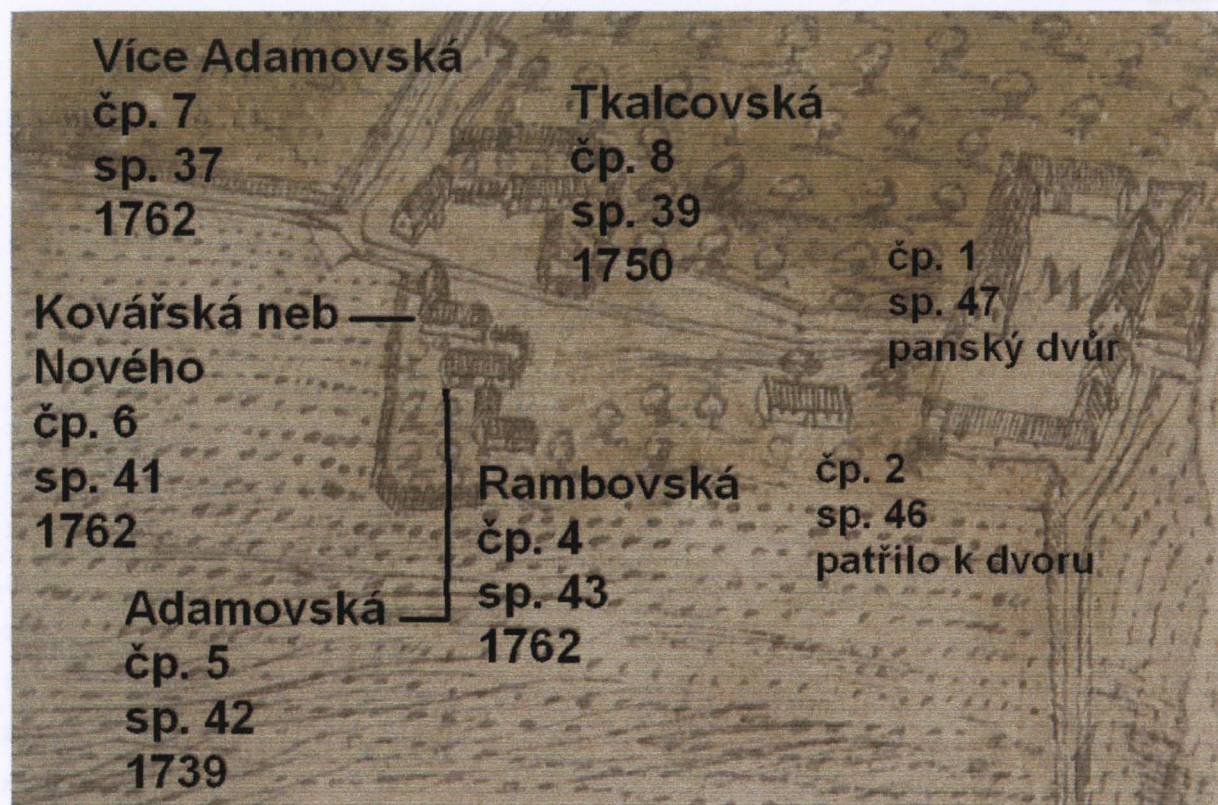 Více Adamovská
čp. 7
sp. 37
1762
Tkalcovská
čp. 8
sp. 39
1750
čp. 1
sp. 47
panský dvůr
Kovářská neb
Nového
čp. 6
sp. 41
1762
Rambovská
čp. 4
sp. 43
1762
čp. 2
sp. 46
patřilo k dvoru
Adamovská
čp. 5
sp. 42
1739